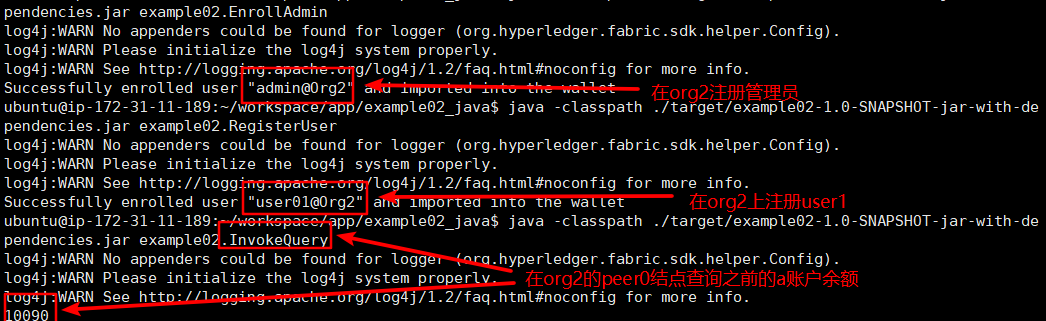 pendencies.jar example02.EnrollAdmin
log4j:WARN No appenders could be found for logger (org.hyperledger.fabric.sdk.helper.Config).
log4j:WARN Please initialize the log4j system properly.
log4j:WARN See http://logging.apache.org/log4j/1.2/faq.html#noconfig for more info.
Successfully enrolled user "admin@Org2" and imported into the wallet
在org2注册管理员
ubuntu@ip-172-31-11-189:~/workspace/app/example02_java$ java -classpath ./target/example02-1.0-SNAPSHOT-jar-with-de
pendencies.jar example02.RegisterUser
log4j:WARN No appenders could be found for logger (org.hyperledger.fabric.sdk.helper.Config).
log4j:WARN Please initialize the log4j system properly.
log4j:WARN See http://logging.apache.org/log4j/1.2/faq.html#noconfig for more info.
Successfully enrolled user "user01@Org2" and imported into the wallet
在org2上注册user1
ubuntu@ip-172-31-11-189:~/workspace/app/example02_java$ java -classpath ./target/example02-1.0-SNAPSHOT-jar-with-de
pendencies.jar example02.InvokeQuery
log4j:WARN No appenders could be found for logger (org.hyperledger.fabric.sdk.helper.Config).
log4j:WARN Please initialize the log4j system properly.
在org2的peer0结点查询之前的a账户余额
log4j:WARN See http://logging.apache.org/log4j/1.2/faq.html#noconfig for more info.
10090